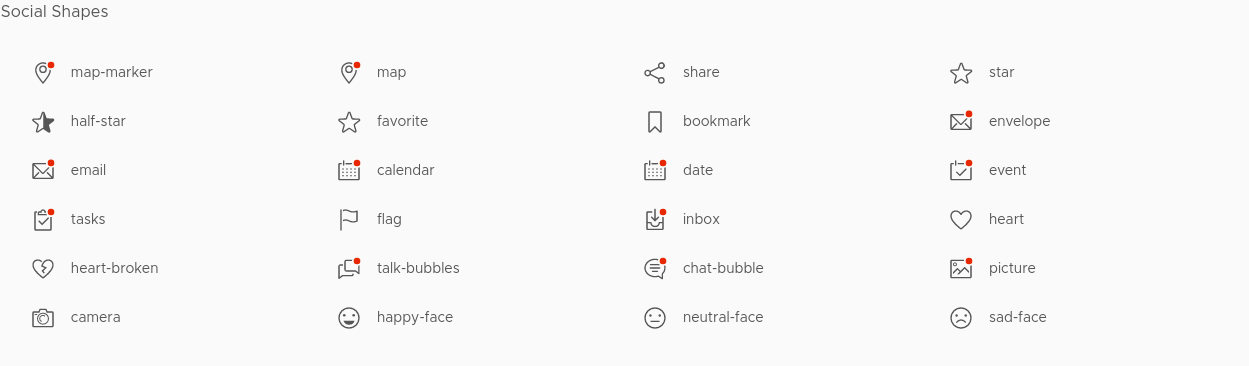 Social Shapes
map-marker map share star
half-star favorite bookmark envelope
email calendar date event
tasks flag inbox heart
heart-broken talk-bubbles chat-bubble picture
camera happy-face neutral-face sad-face